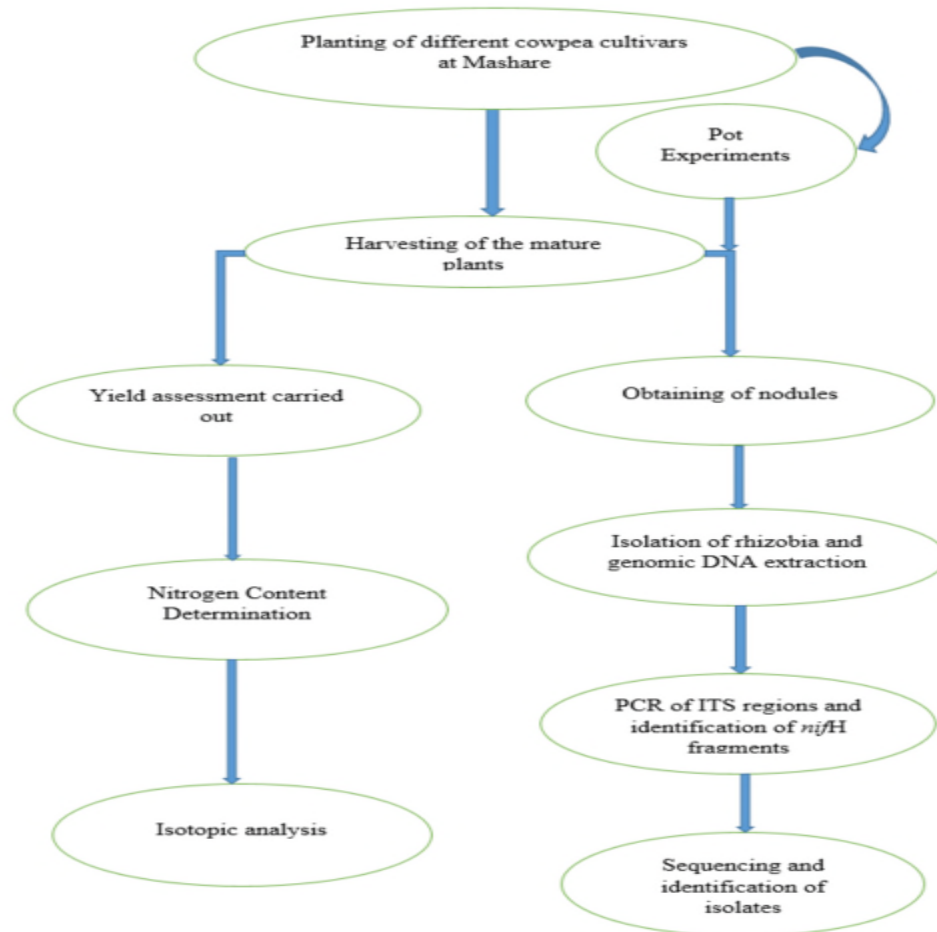 Planting of different cowpea cultivars
at Mashare
Pot
Experiments
Harvesting of the mature
plants
Yield assessment carried
out
Obtaining of nodules
Isolation of rhizobia and
genomic DNA extraction
Nitrogen Content
Determination
PCR of ITS regions and
identification of nifH
fragments
Isotopic analysis
Sequencing and
identification of
isolates